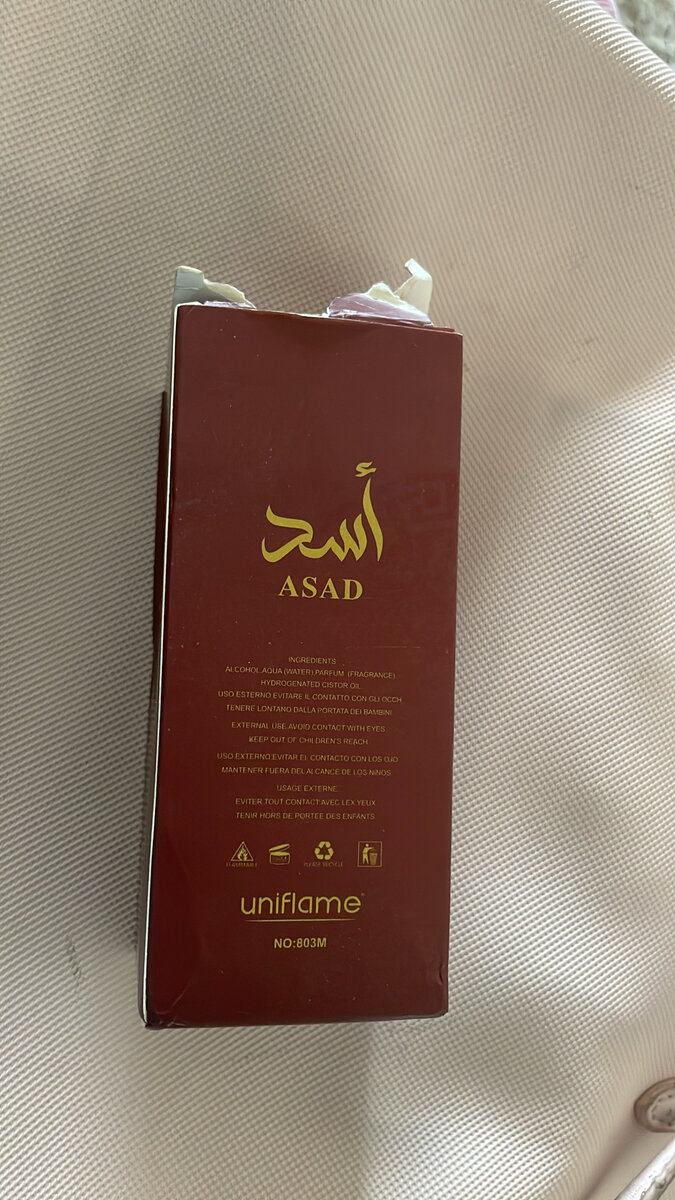 أسد
ASAD
INGREDIENTS
ALCOHOL.AQUA (WATER) PARFUM (FRAGRANCE).
HYDROGENATED CISTOR OIL.
USO ESTERNO EVITARE IL CONTATTO CON GLI OCCH
TENERE LONTANO DALLA PORTATA DEI BAMBINI
EXTERNAL USE.AVOID CONTACT WITH EYES
KEEP OUT OF CHILDREN'S REACH
USO EXTERNO EVITAR EL CONTACTO CON LOS OJO
MANTENER FUERA DEL ALCANCE DE LOS NINOS
USAGE EXTERNE
EVITER TOUT CONTACT AVEC LEX YEUX
TENIR HORS DE PORTEE DES ENFANTS
FLAMMABLE
PLEASE RECYCLE
uniflame
NO:803M